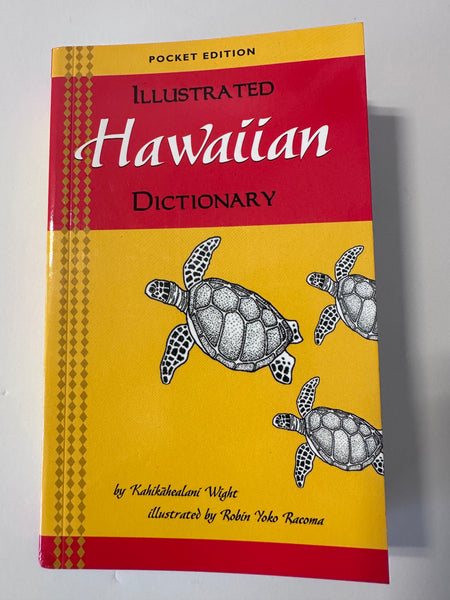 POCKET EDITION
ILLUSTRATED
Hawaiian
DICTIONARY
by Kahikāhealani Wight
illustrated by Robin Yoko Racoma